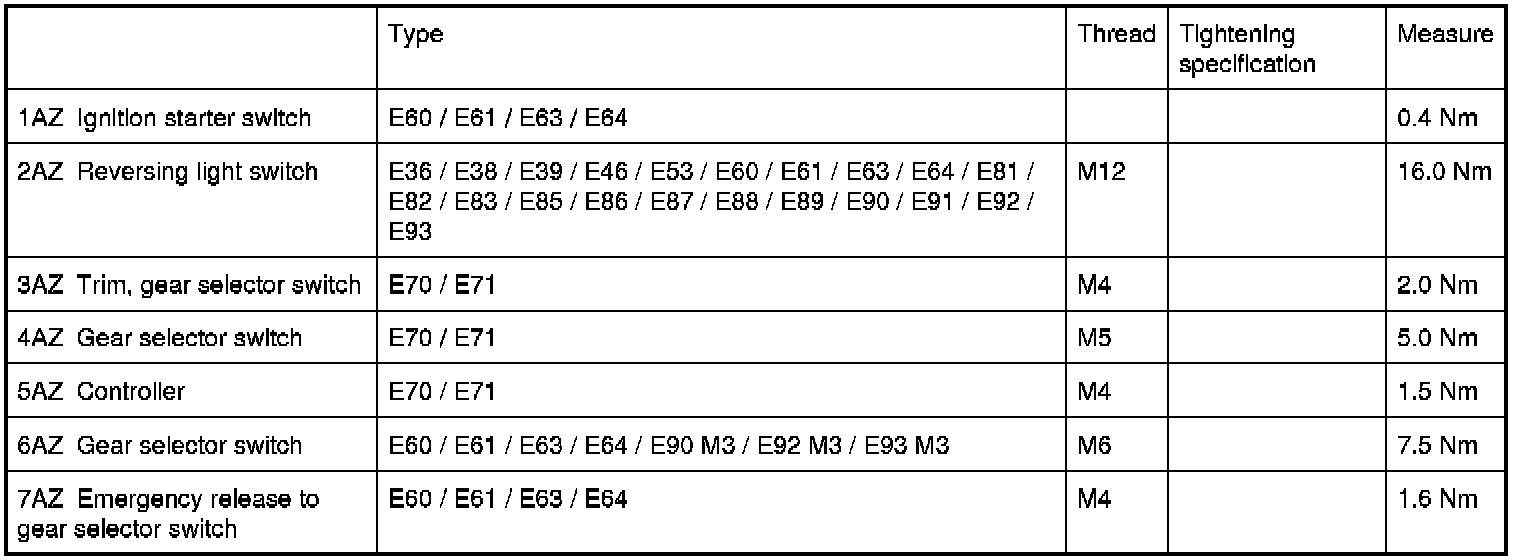 Type Thread Tightening Measure
specification
1AZ Ignition starter switch E60 / E61 / E63 / E64 0.4 Nm
2AZ Reversing light switch E36 / E38 / E39 / E46 / E53 / E60 / E61 / E63 / E64 / E81 / M12 16.0 Nm
E82 / E83 / E85 / E86 / E87 / E88 / E89 / E90 / E91 / E92 /
E93
3AZ Trim, gear selector switch E70 / E71 M4 2.0 Nm
4AZ Gear selector switch E70 / E71 M5 5.0 Nm
5AZ Controller E70 / E71 M4 1.5 Nm
6AZ Gear selector switch E60 / E61 / E63 / E64 / E90 M3 / E92 M3 / E93 M3 M6 7.5 Nm
7AZ Emergency release to E60 / E61 / E63 / E64 M4 1.6 Nm
gear selector switch